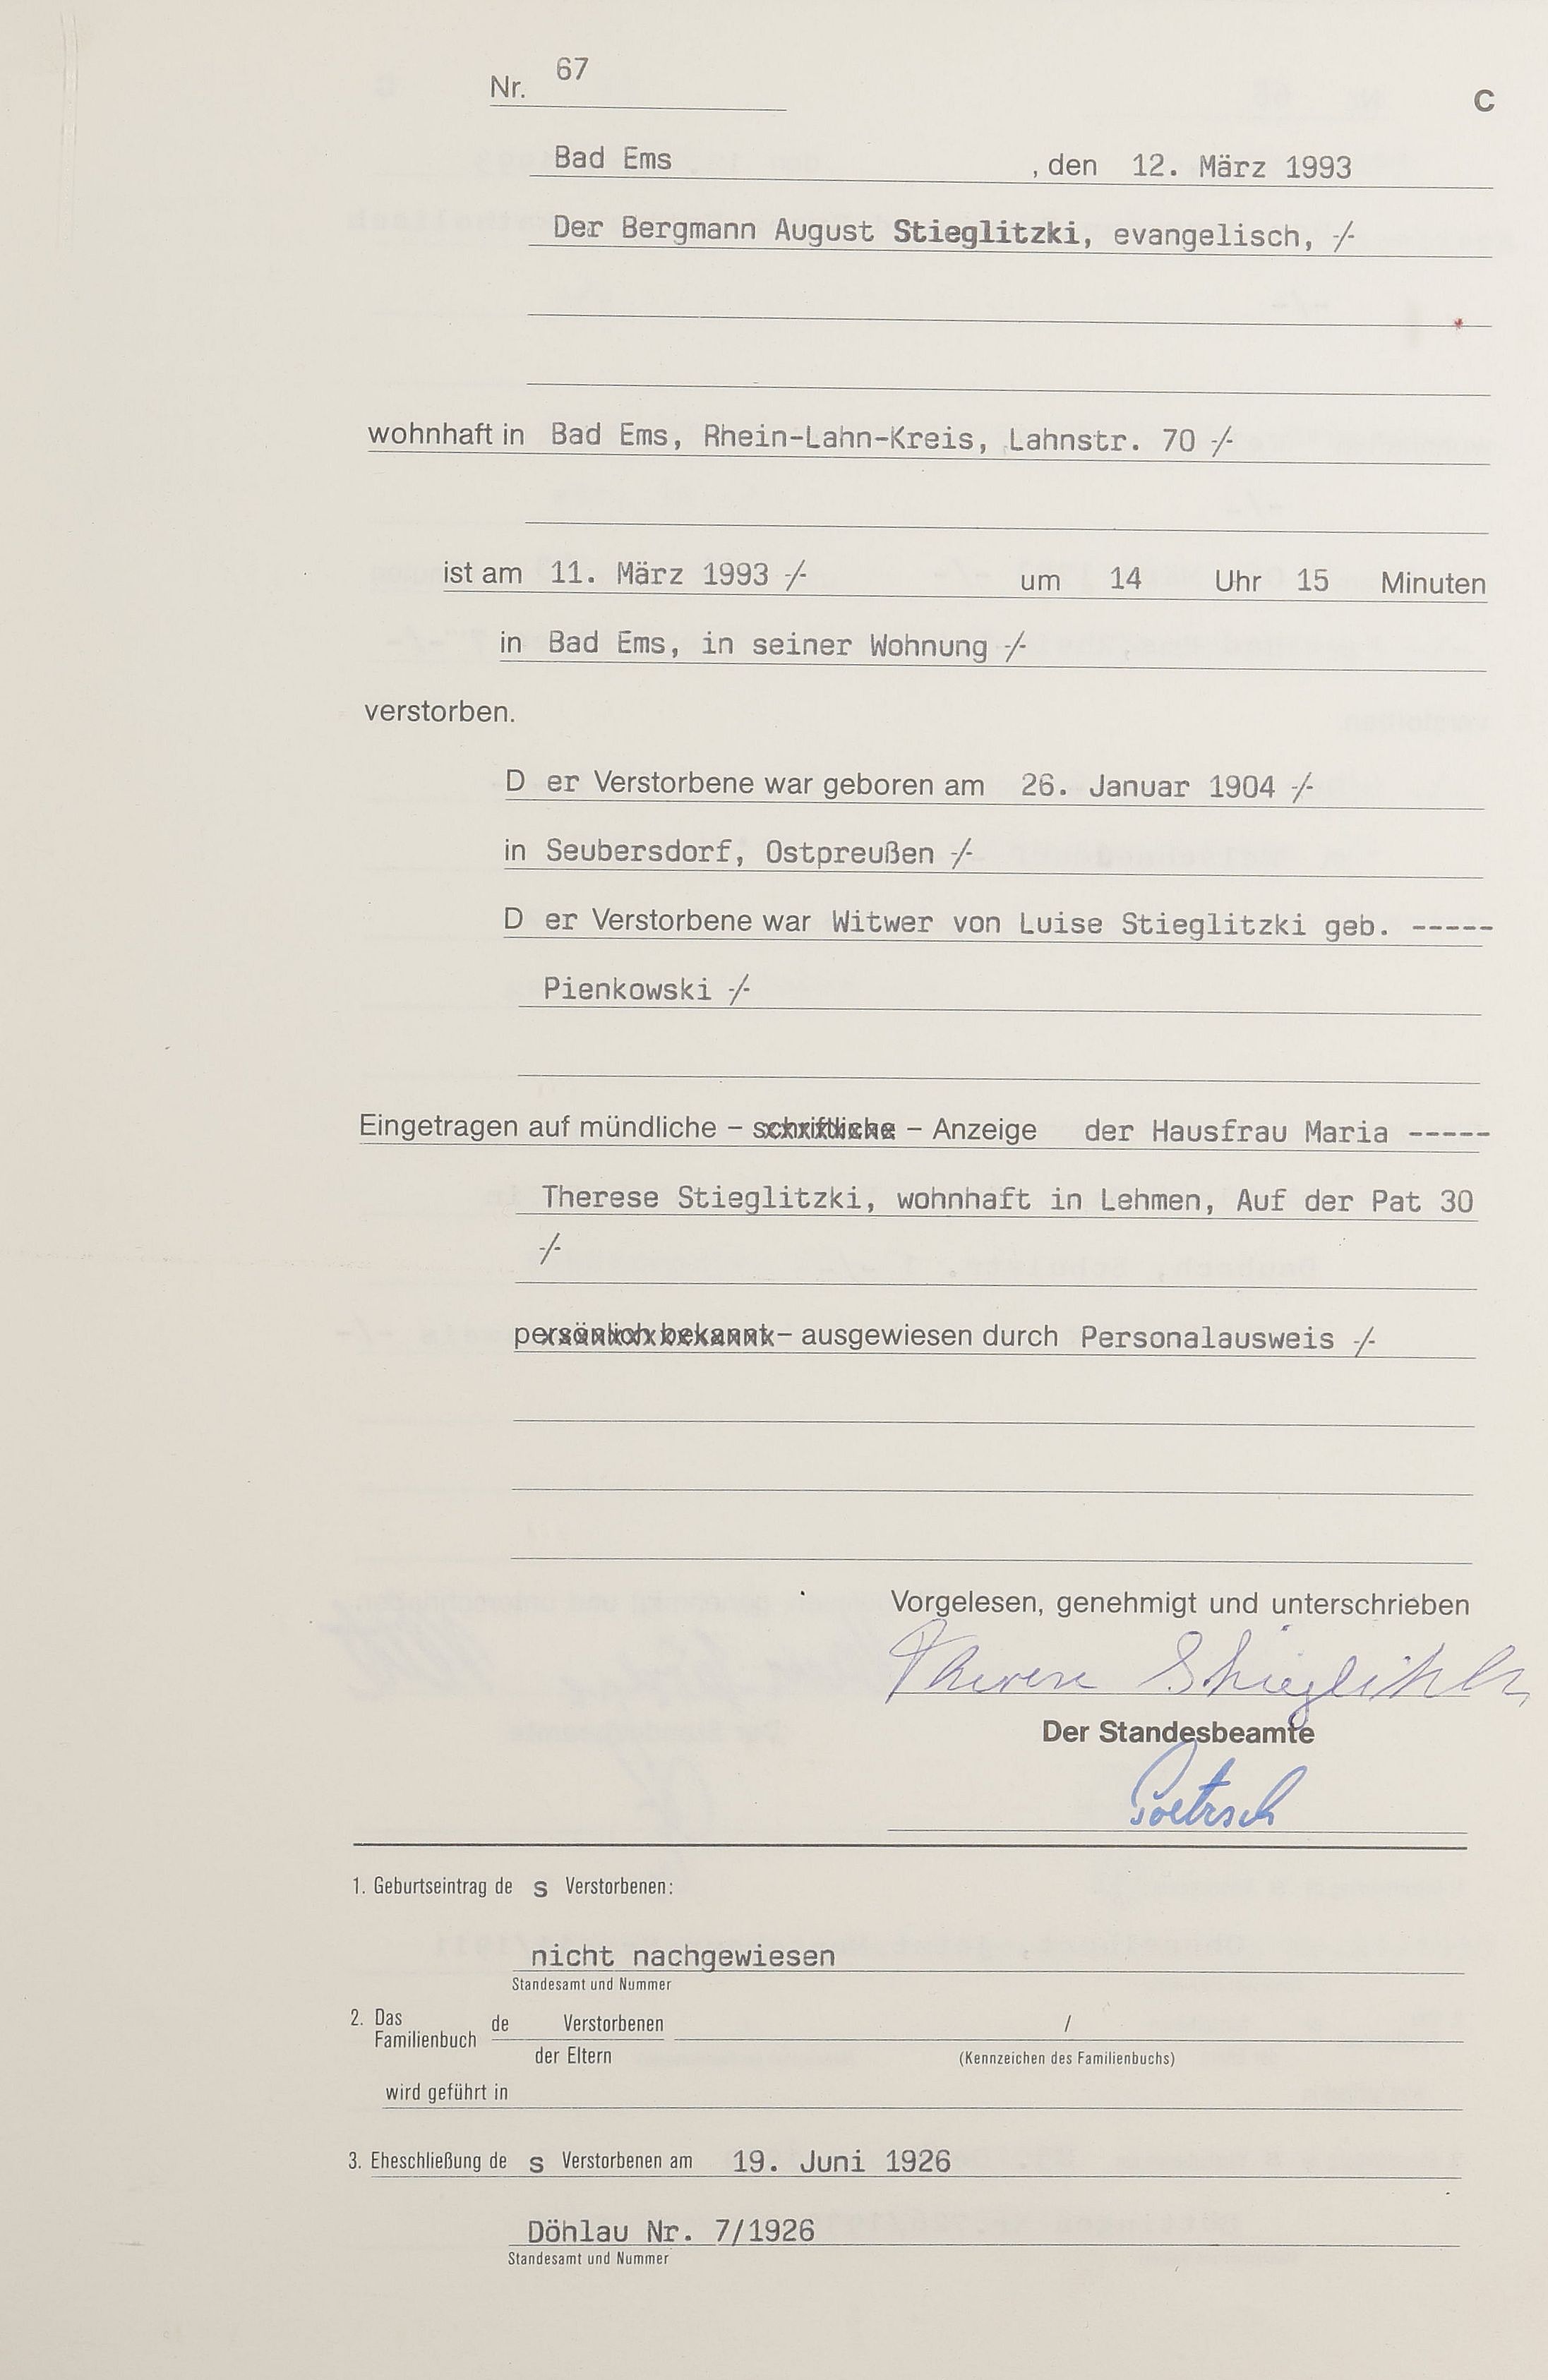 Nr. 67
C
Bad Ems , den 12. März 1993
Der Bergmann August Stieglitzki, evangelisch, -/-
wohnhaft in Bad Ems, Rhein-Lahn-Kreis, Lahnstr. 70 -/-
ist am 11. März 1993 -/- um 14 Uhr 15 Minuten
in Bad Ems, in seiner Wohnung -/-
verstorben.
D er Verstorbene war geboren am 26. Januar 1904 -/-
in Seubersdorf, Ostpreußen -/-
D er Verstorbene war Witwer von Luise Stieglitzki geb. -----
Pienkowski -/-
Eingetragen auf mündliche – schriftliche – Anzeige der Hausfrau Maria -----
Therese Stieglitzki, wohnhaft in Lehmen, Auf der Pat 30
-/-
persönlich bekannt – ausgewiesen durch Personalausweis -/-
Vorgelesen, genehmigt und unterschrieben
Therese Stieglitzki
Der Standesbeamte
Poetzsch
1. Geburtseintrag de s Verstorbenen:
nicht nachgewiesen
Standesamt und Nummer
2. Das Familienbuch de Verstorbenen /
der Eltern (Kennzeichen des Familienbuchs)
wird geführt in
3. Eheschließung de s Verstorbenen am 19. Juni 1926
Döhlau Nr. 7/1926
Standesamt und Nummer